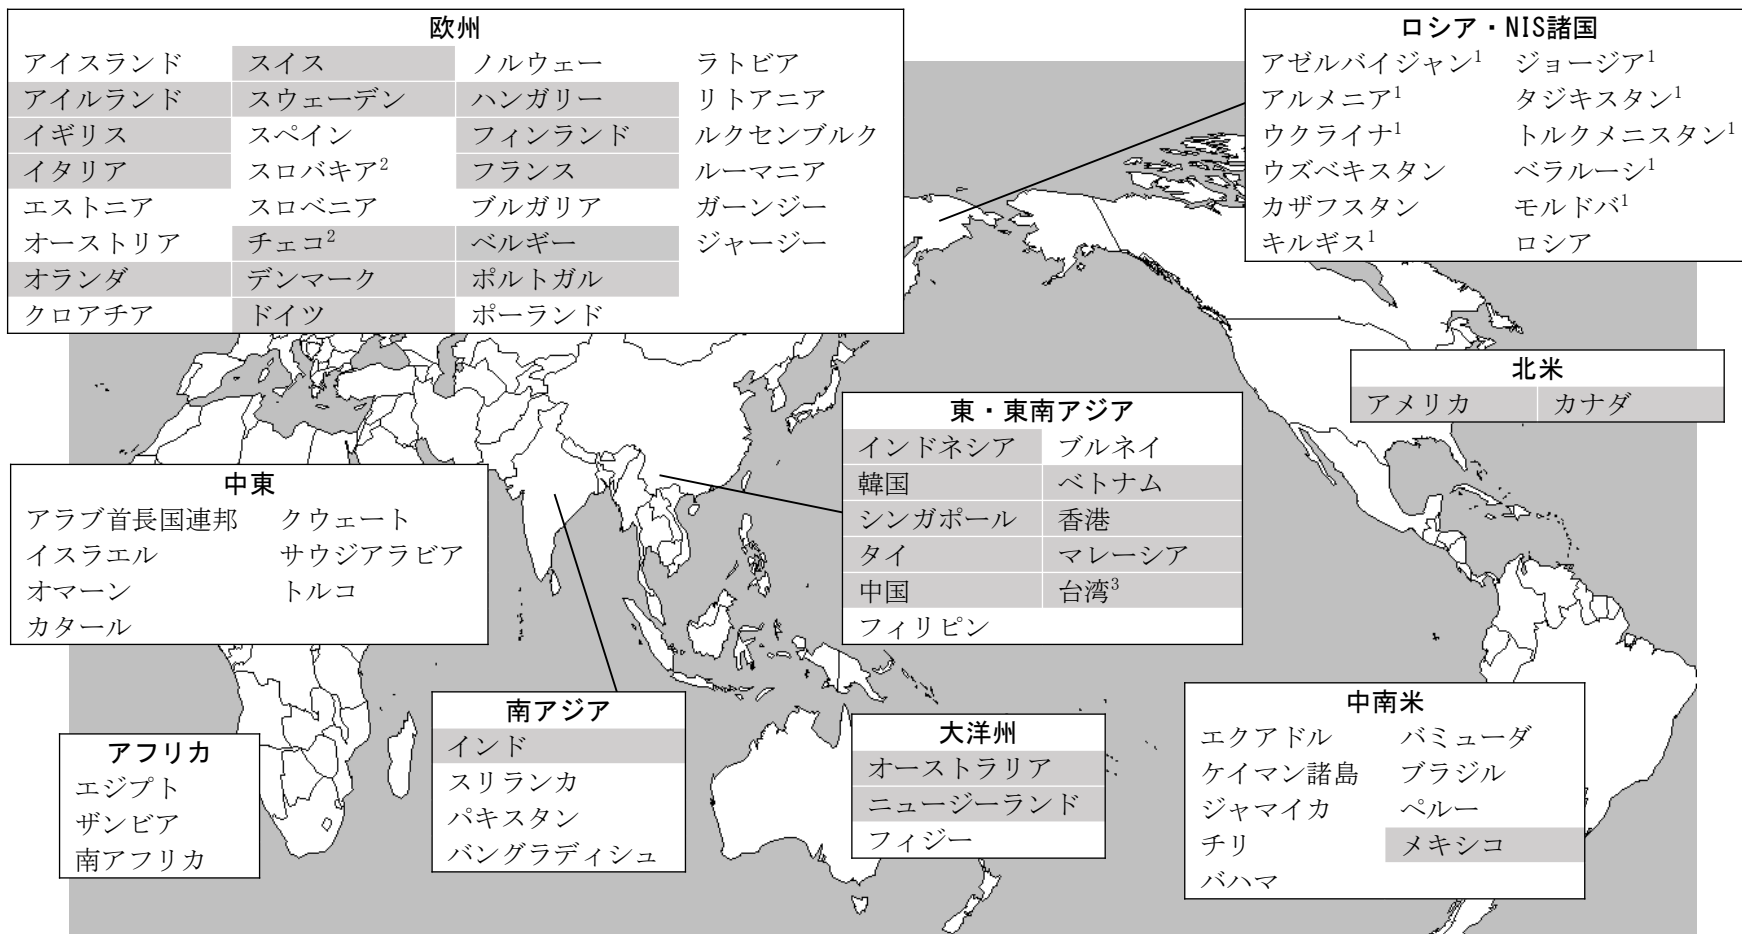 欧州
アイスランド スイス ノルウェー ラトビア
アイルランド スウェーデン ハンガリー リトアニア
イギリス スペイン フィンランド ルクセンブルク
イタリア スロバキア2 フランス ルーマニア
エストニア スロベニア ブルガリア ガーンジー
オーストリア チェコ2 ベルギー ジャージー
オランダ デンマーク ポルトガル
クロアチア ドイツ ポーランド
ロシア・NIS諸国
アゼルバイジャン1 ジョージア1
アルメニア1 タジキスタン1
ウクライナ1 トルクメニスタン1
ウズベキスタン ベラルーシ1
カザフスタン モルドバ1
キルギス1 ロシア
北米
アメリカ カナダ
東・東南アジア
インドネシア ブルネイ
韓国 ベトナム
シンガポール 香港
タイ マレーシア
中国 台湾3
フィリピン
中東
アラブ首長国連邦 クウェート
イスラエル サウジアラビア
オマーン トルコ
カタール
南アジア
インド
スリランカ
パキスタン
バングラディシュ
大洋州
オーストラリア
ニュージーランド
フィジー
中南米
エクアドル バミューダ
ケイマン諸島 ブラジル
ジャマイカ ペルー
チリ メキシコ
バハマ
アフリカ
エジプト
ザンビア
南アフリカ